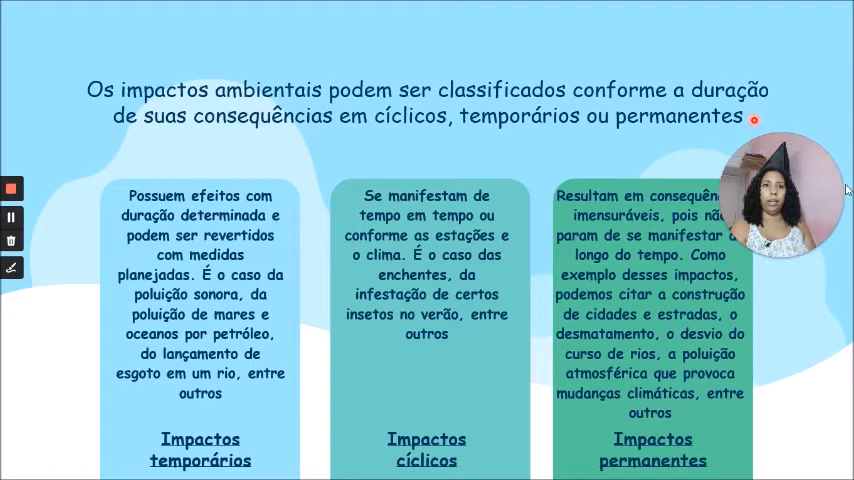 Os impactos ambientais podem ser classificados conforme a duração
de suas consequências em cíclicos, temporários ou permanentes
Possuem efeitos com
duração determinada e
podem ser revertidos
com medidas
planejadas. É o caso da
poluição sonora, da
poluição de mares e
oceanos por petróleo,
do lançamento de
esgoto em um rio, entre
outros
Impactos
temporários
Se manifestam de
tempo em tempo ou
conforme as estações e
o clima. É o caso das
enchentes, da
infestação de certos
insetos no verão, entre
outros
Impactos
cíclicos
Resultam em
imensuráveis, pois
param de se manifestar
longo do tempo. Como
exemplo desses impactos,
podemos citar a construção
de cidades e estradas, o
desmatamento, o desvio do
curso de rios, a poluição
atmosférica que provoca
mudanças climáticas, entre
outros
Impactos
permanentes